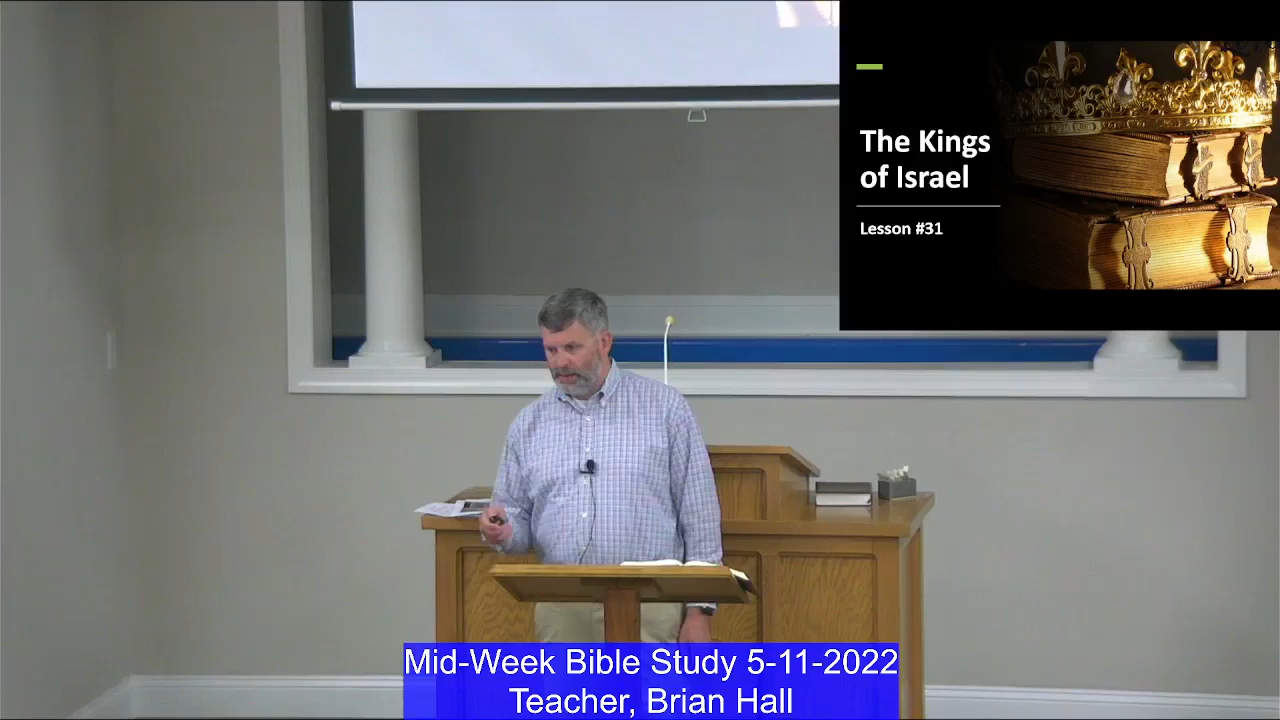 The Kings
of Israel
Lesson #31
Mid-Week Bible Study 5-11-2022
Teacher, Brian Hall